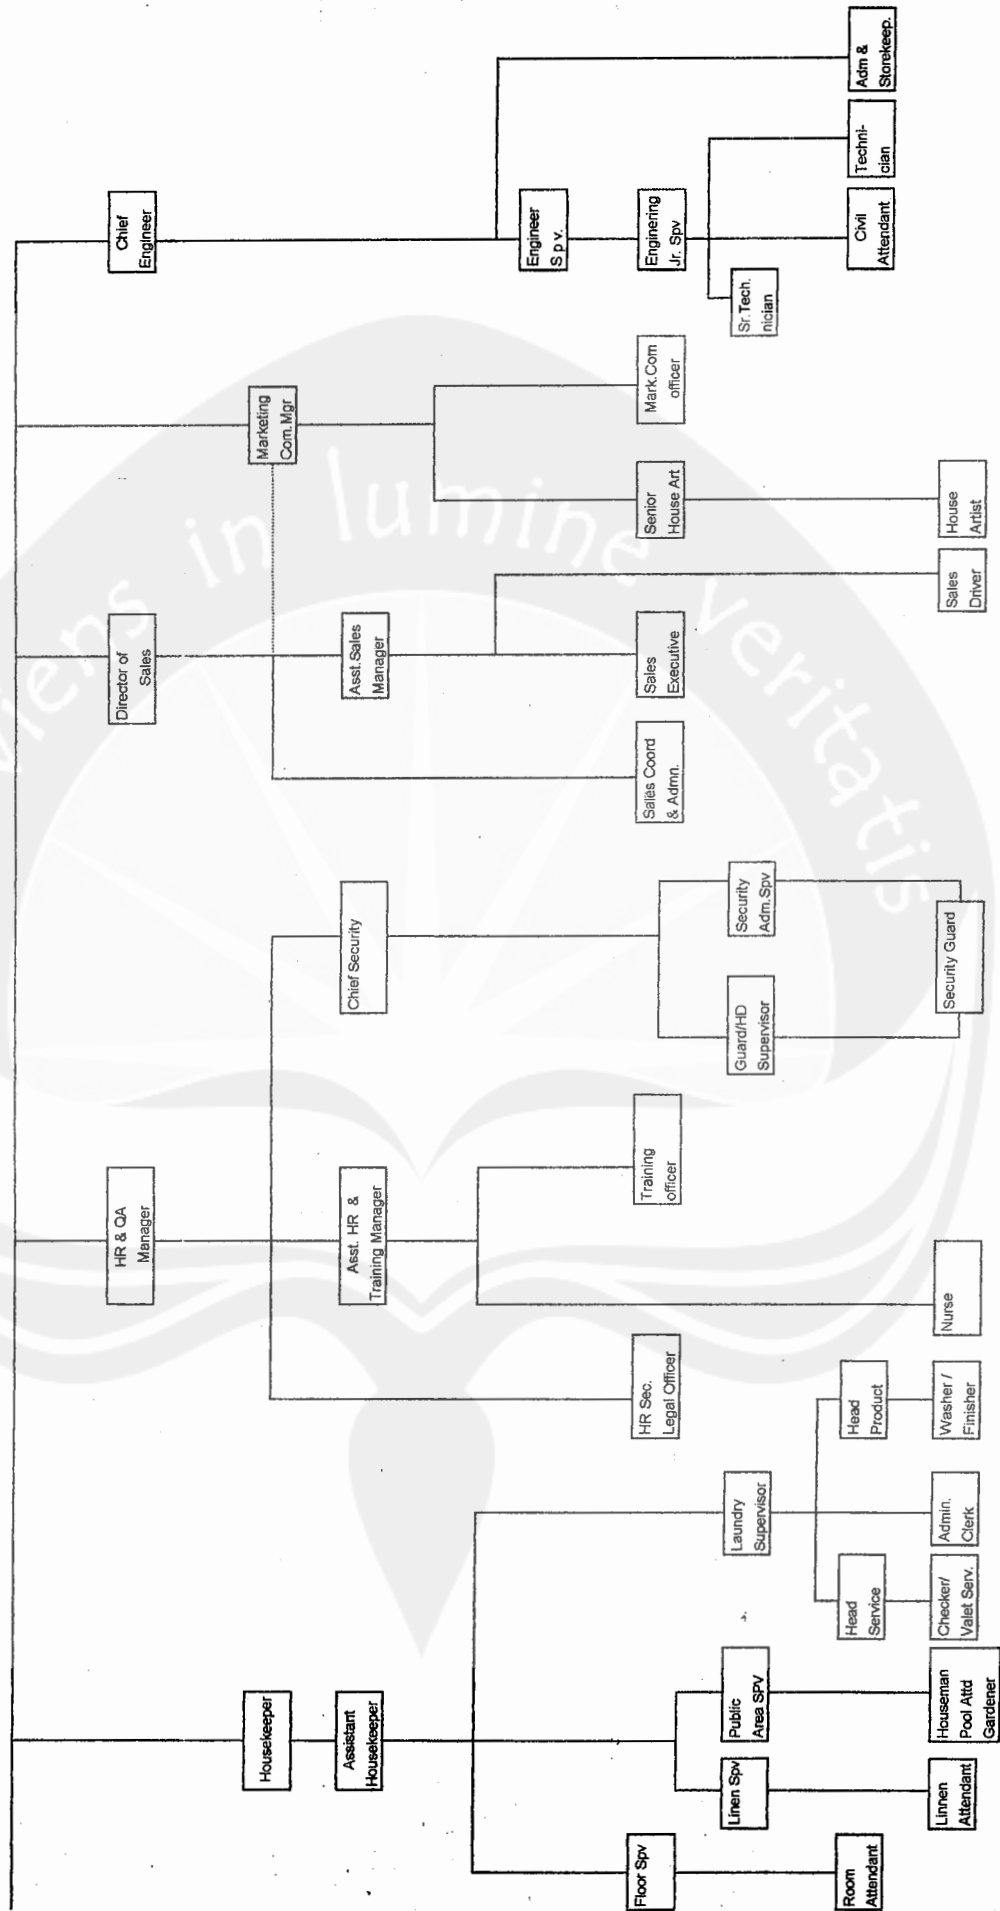 Housekeeper
Assistant
Housekeeper
Floor Spv
Room
Attendant
Linen Spv
Linnen
Attendant
Public
Area SPV
Houseman
Pool Attd
Gardener
Laundry
Supervisor
Head
Service
Checker/
Valet Serv.
Admin.
Clerk
Head
Product
Washer /
Finisher
HR & QA
Manager
HR Sec.
Legal Officer
Asst. HR &
Training Manager
Nurse
Training
officer
Chief Security
Guard/HD
Supervisor
Security
Adm.Spv
Security Guard
Director of
Sales
Sales Coord
& Admn.
Asst.Sales
Manager
Sales
Executive
Sales
Driver
Marketing
Com.Mgr
Senior
House Art
House
Artist
Mark.Com
officer
Chief
Engineer
Engineer
S p v.
Enginering
Jr. Spv
Sr.Tech.
nician
Civil
Attendant
Techni-
cian
Adm &
Storekeep.
viens in lumine veritatis